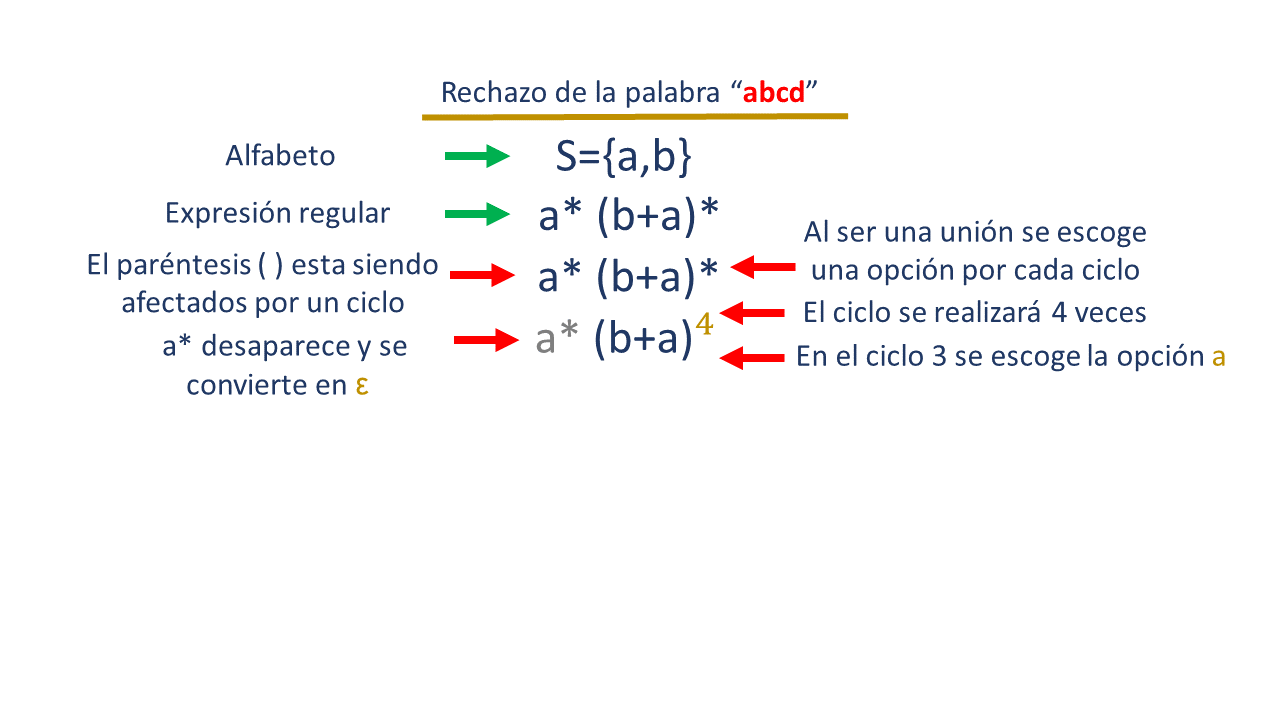 Rechazo de la palabra “abcd”
Alfabeto
S={a,b}
Expresión regular
a* (b+a)*
El paréntesis ( ) esta siendo
afectados por un ciclo
a* (b+a)*
Al ser una unión se escoge
una opción por cada ciclo
a* desaparece y se
convierte en ε
a* (b+a)⁴
El ciclo se realizará 4 veces
En el ciclo 3 se escoge la opción a